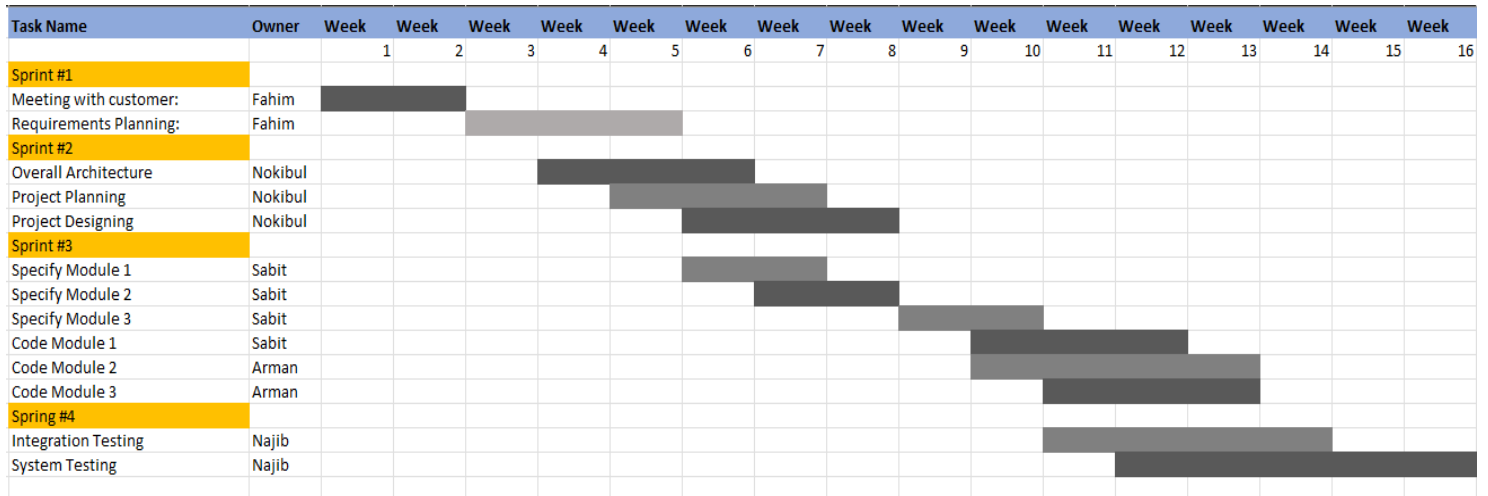 Task Name Owner Week Week Week Week Week Week Week Week Week Week Week Week Week Week Week Week
1 2 3 4 5 6 7 8 9 10 11 12 13 14 15 16
Sprint #1
Meeting with customer: Fahim
Requirements Planning: Fahim
Sprint #2
Overall Architecture Nokibul
Project Planning Nokibul
Project Designing Nokibul
Sprint #3
Specify Module 1 Sabit
Specify Module 2 Sabit
Specify Module 3 Sabit
Code Module 1 Sabit
Code Module 2 Arman
Code Module 3 Arman
Spring #4
Integration Testing Najib
System Testing Najib